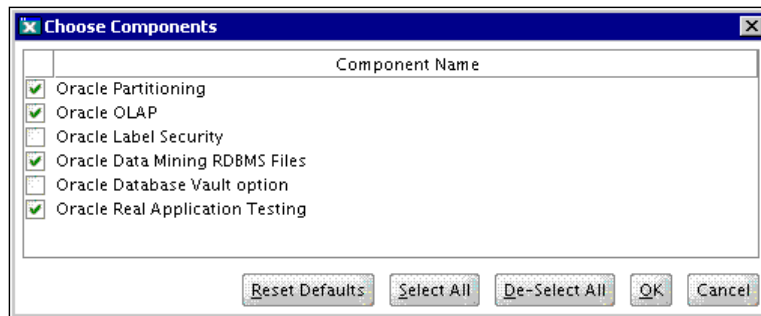 Choose Components
Component Name
Oracle Partitioning
Oracle OLAP
Oracle Label Security
Oracle Data Mining RDBMS Files
Oracle Database Vault option
Oracle Real Application Testing
Reset Defaults Select All De-Select All OK Cancel